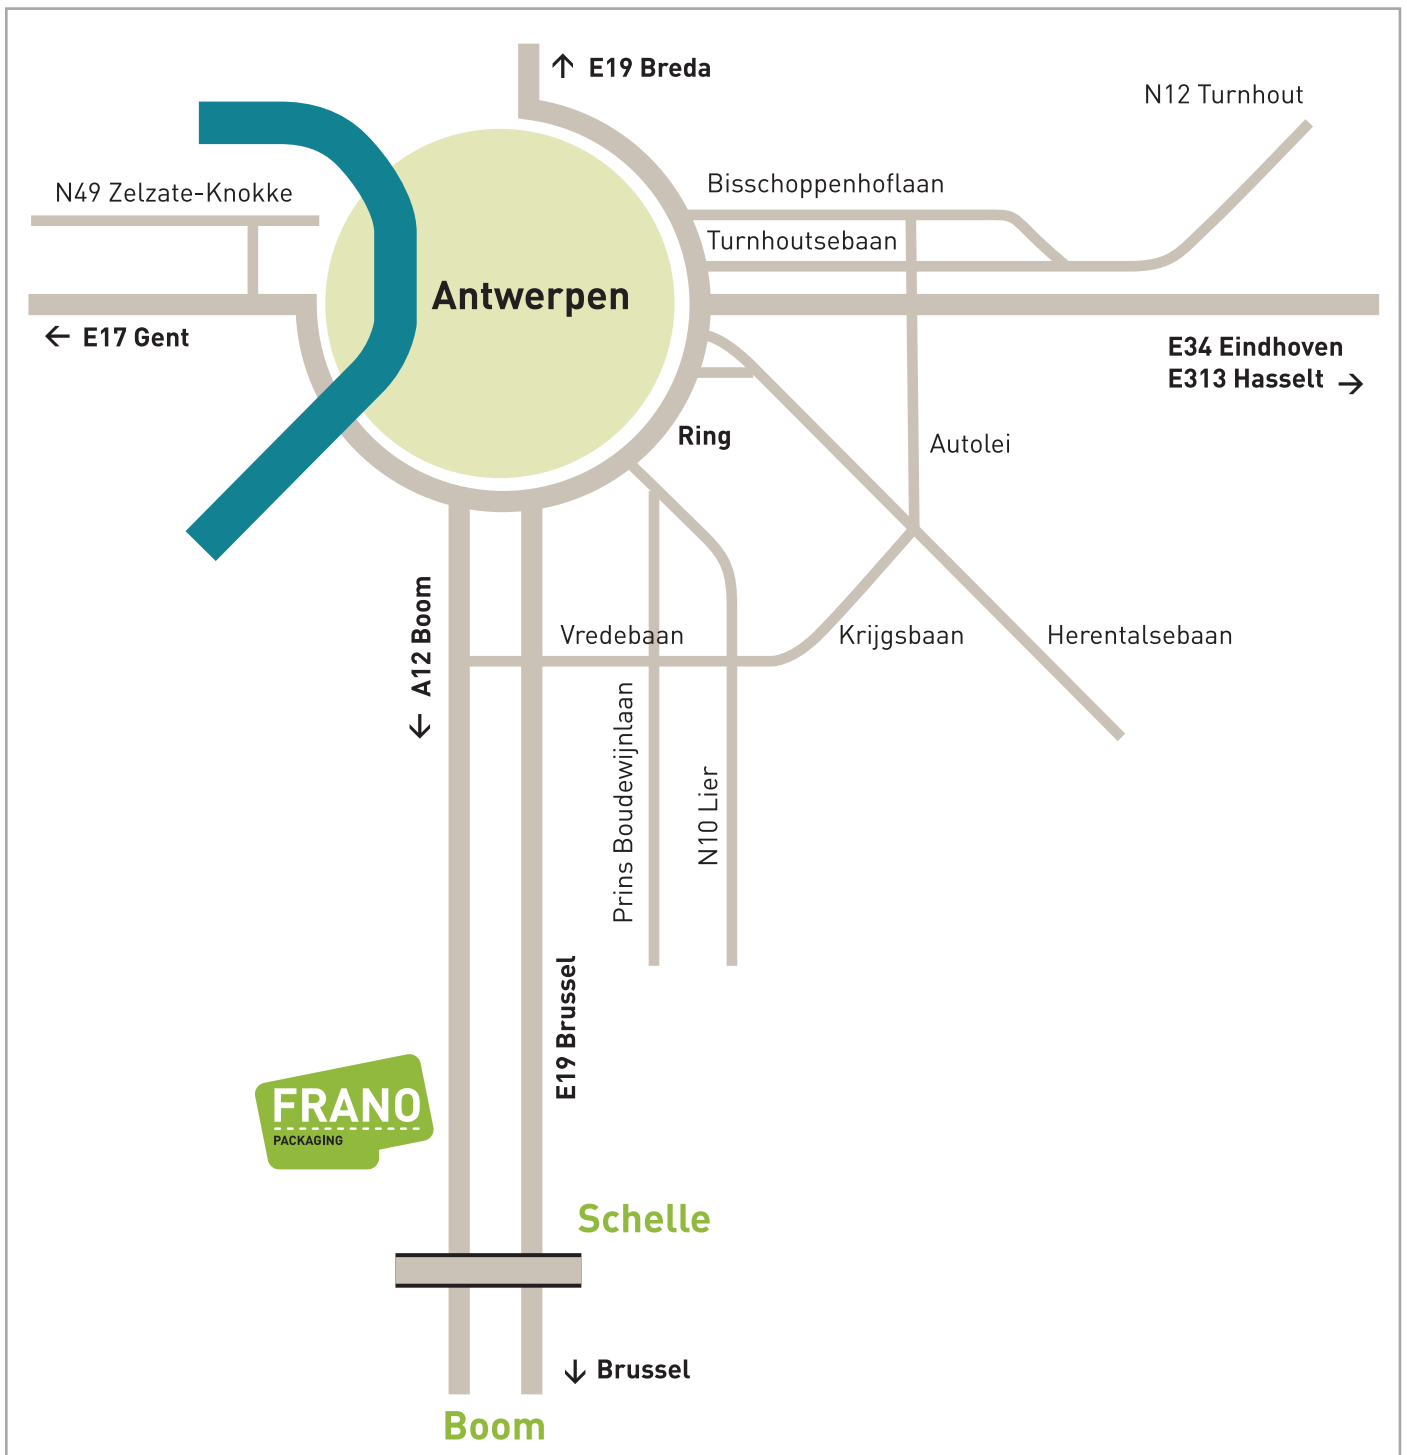 E19 Breda
N12 Turnhout
N49 Zelzate-Knokke
Bisschoppenhoflaan
Turnhoutsebaan
Antwerpen
E17 Gent
E34 Eindhoven
E313 Hasselt
Ring
Autolei
A12 Boom
Vredebaan
Krijgsbaan
Herentalsebaan
Prins Boudewijnlaan
N10 Lier
E19 Brussel
FRANO
PACKAGING
Schelle
Brussel
Boom